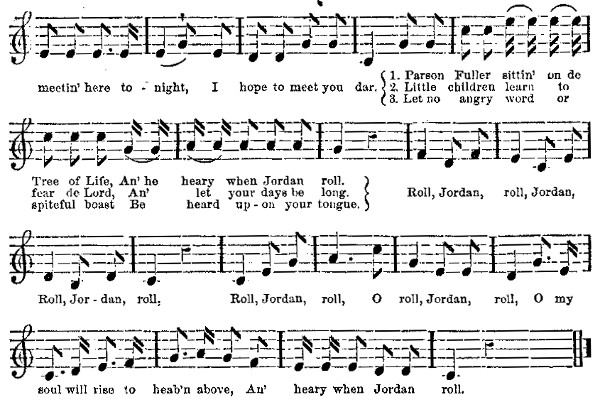 meetin' here to - night, I hope to meet you dar. { 1. Parson Fuller sittin' on de
2. Little children learn to
3. Let no angry word or
Tree of Life, An' he heary when Jordan roll.
fear de Lord, An' let your days be long. } Roll, Jordan, roll, Jordan,
spiteful boast Be heard up - on your tongue.
Roll, Jor - dan, roll; Roll, Jordan, roll, O roll, Jordan, roll, O my
soul will rise to heab'n above, An' heary when Jordan roll.